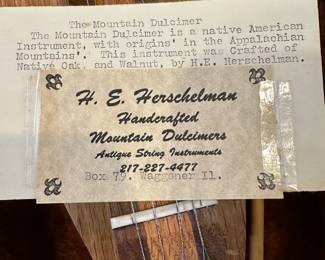 The Mountain Dulcimer
The Mountain Dulcimer is a native American
Instrument, with origins' in the Appalachian
Mountains'. This instrument was Crafted of
Native Oak, and Walnut, by H.E. Herschelman.
H. E. Herschelman
Handcrafted
Mountain Dulcimers
Antique String Instruments
217-227-4477
Box 79. Waggoner Il.